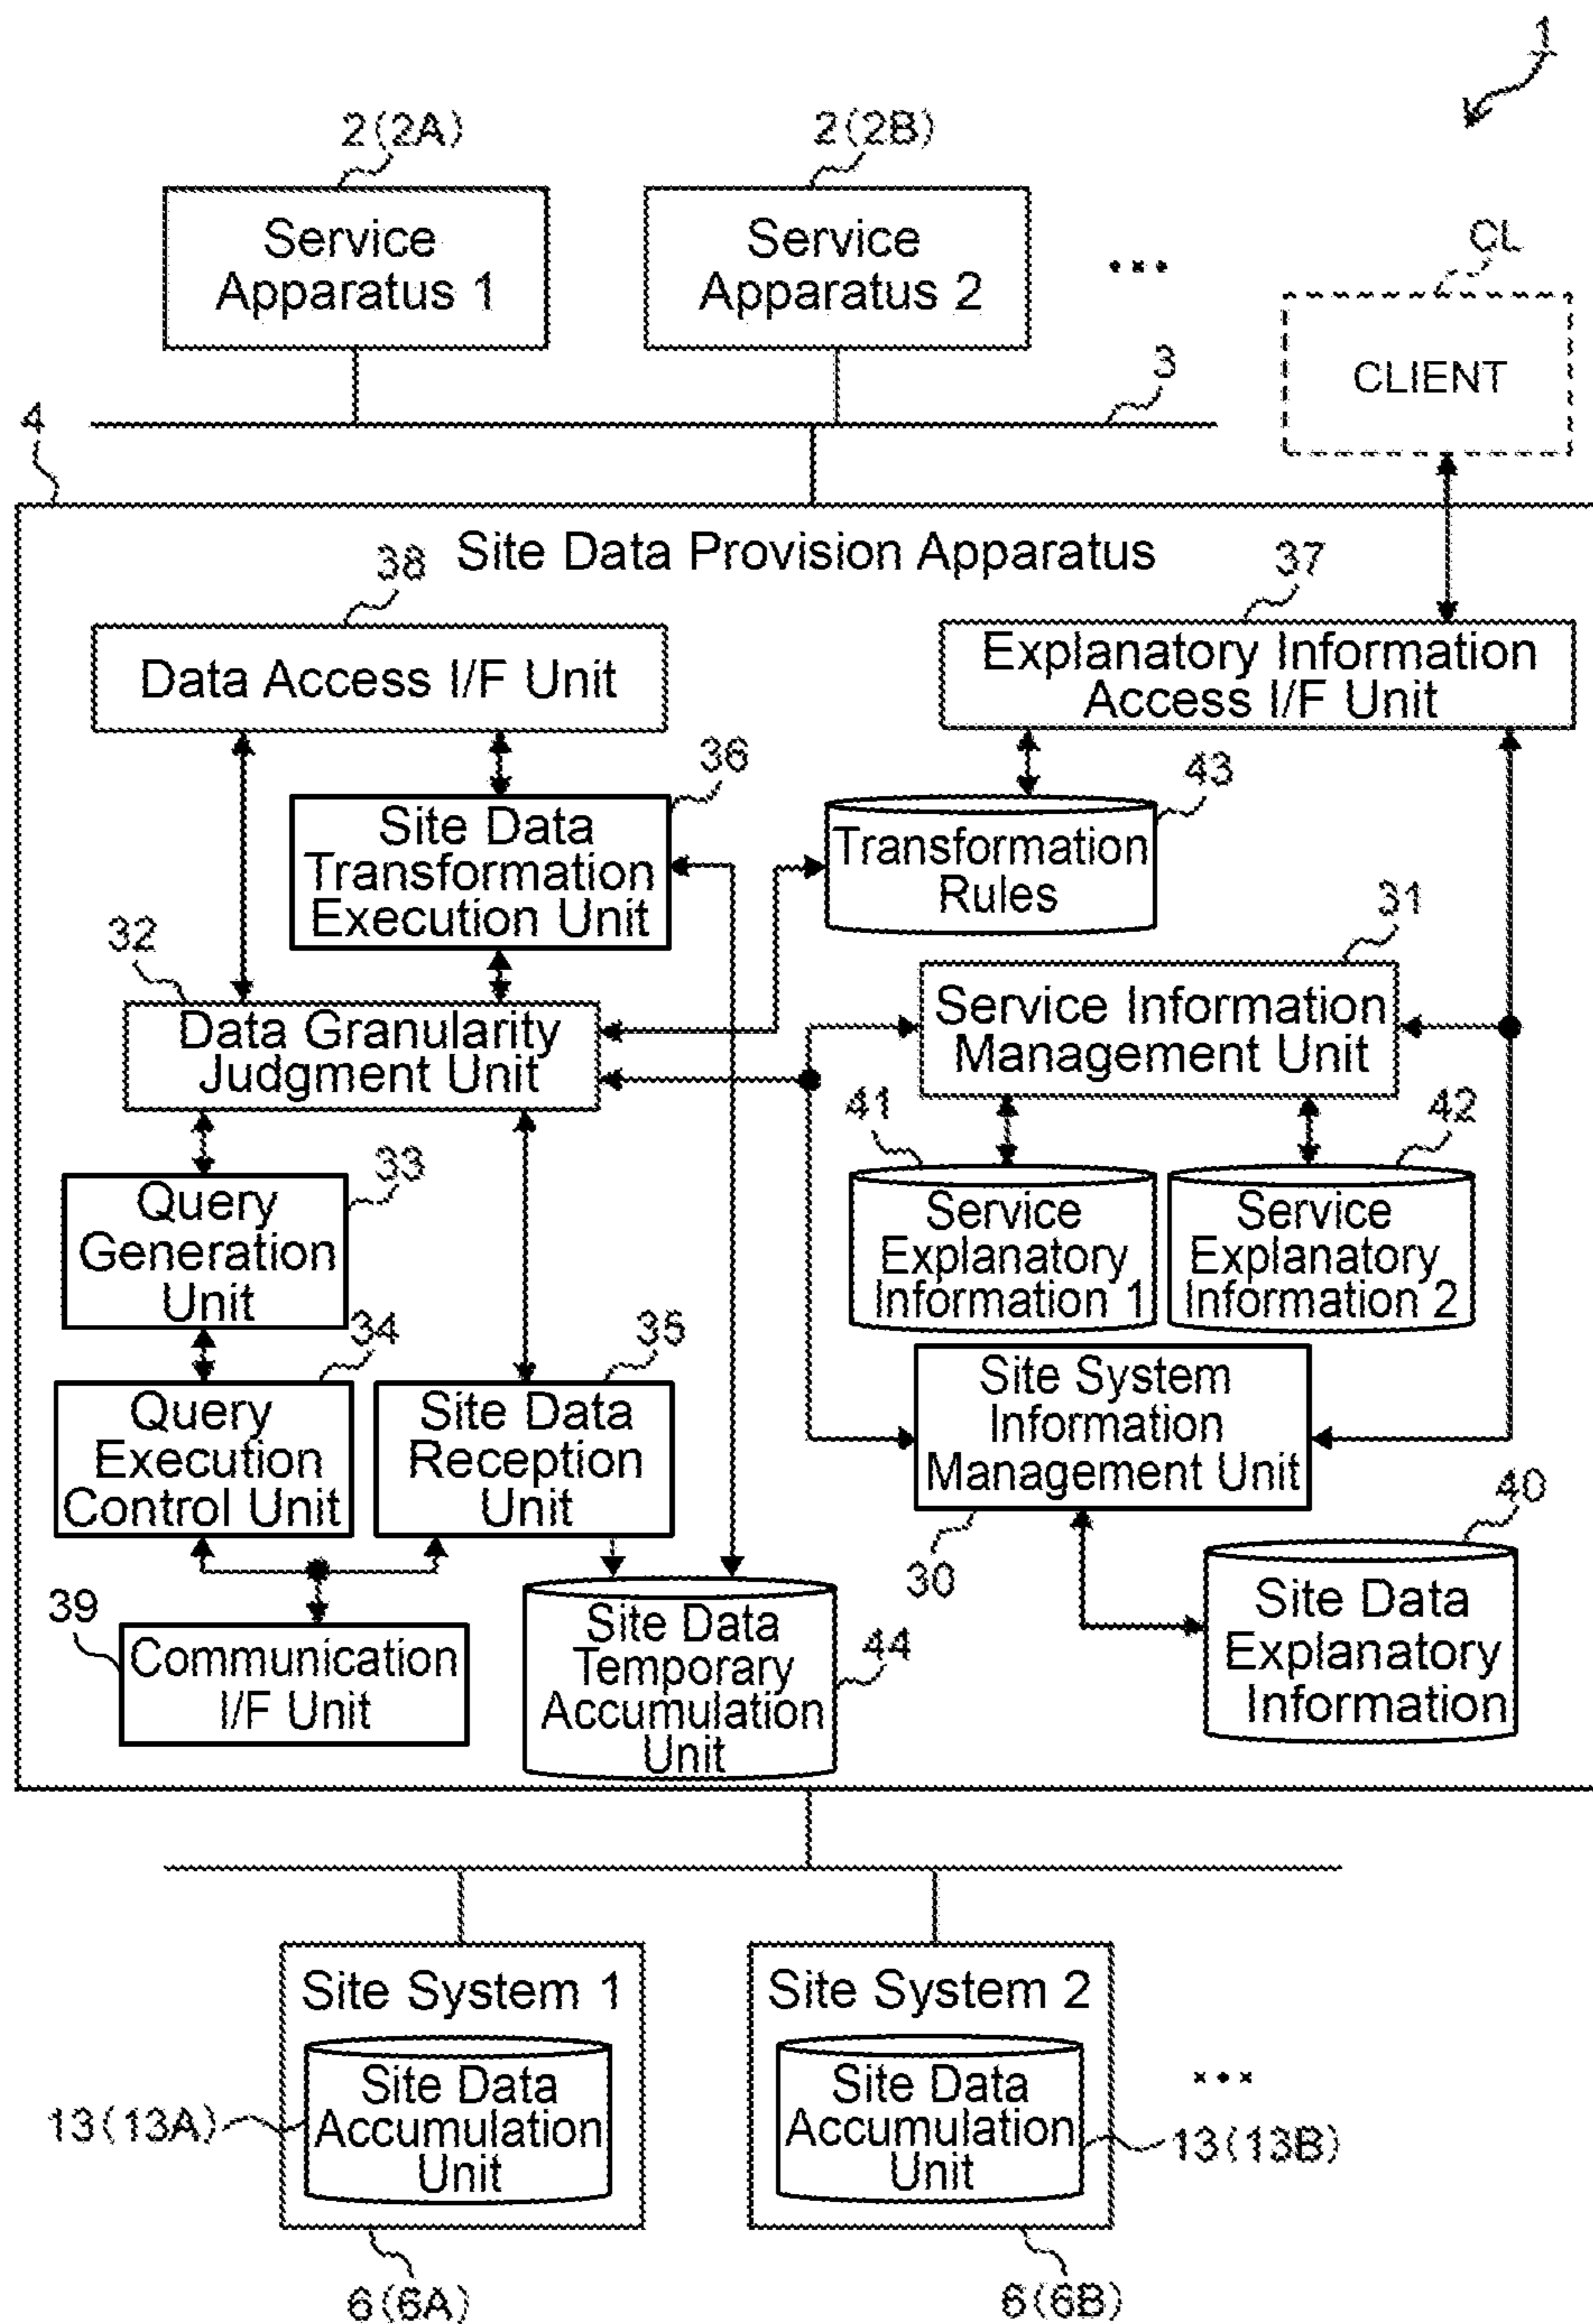 1
2(2A)
2(2B)
Service
Apparatus 1
Service
Apparatus 2
...
CL
CLIENT
3
4
Site Data Provision Apparatus
38
37
Data Access I/F Unit
Explanatory Information
Access I/F Unit
36
43
Site Data
Transformation
Execution Unit
Transformation
Rules
32
31
Data Granularity
Judgment Unit
Service Information
Management Unit
41
42
33
Query
Generation
Unit
Service
Explanatory
Information 1
Service
Explanatory
Information 2
34
35
Query
Execution
Control Unit
Site Data
Reception
Unit
Site System
Information
Management Unit
30
40
39
Communication
I/F Unit
Site Data
Temporary
Accumulation
Unit
44
Site Data
Explanatory
Information
Site System 1
Site System 2
Site Data
Accumulation
Unit
Site Data
Accumulation
Unit
...
13(13A)
13(13B)
6(6A)
6(6B)